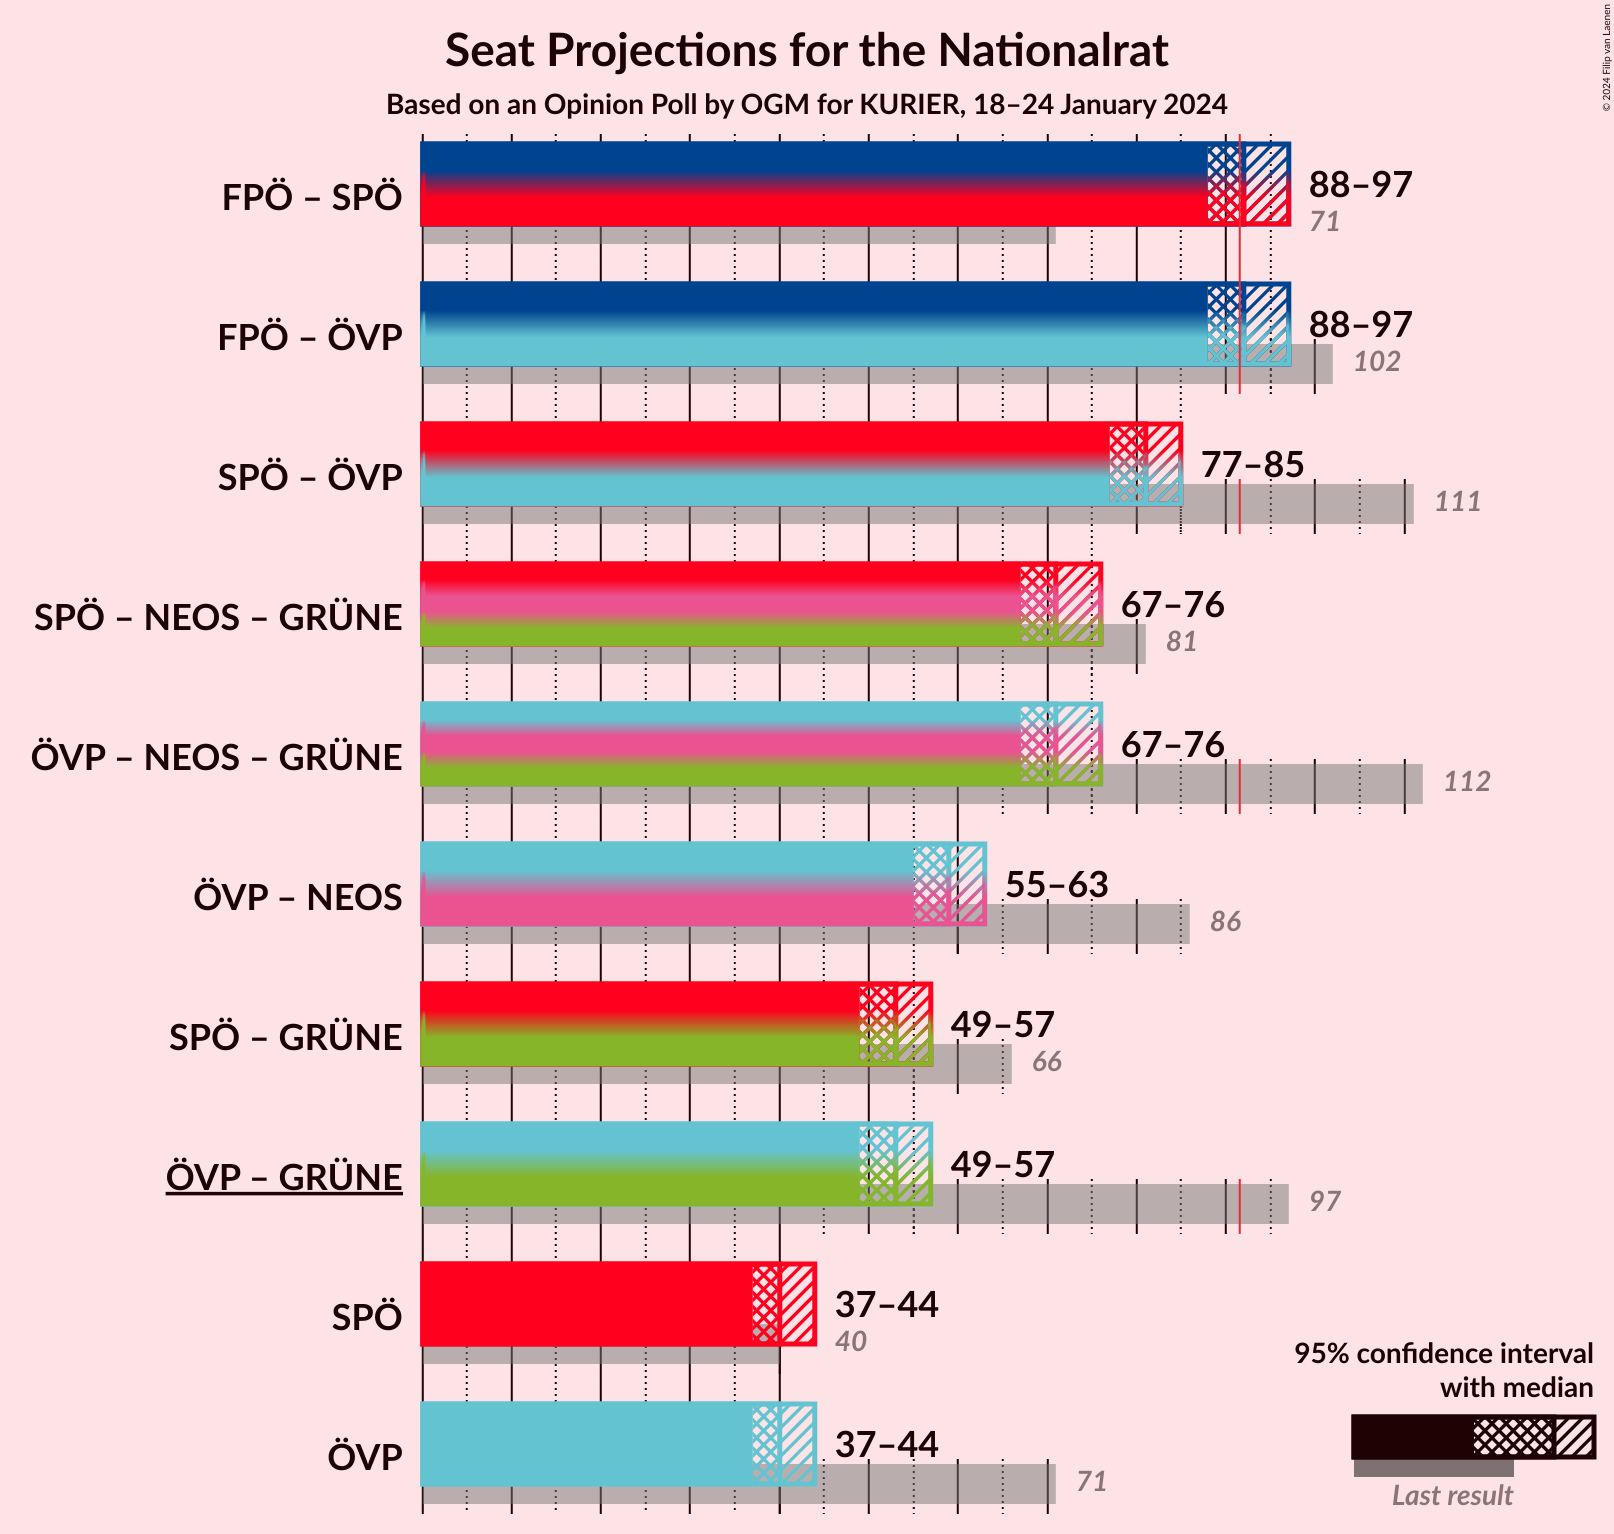 Seat Projections for the Nationalrat
Based on an Opinion Poll by OGM for KURIER, 18–24 January 2024
© 2024 Filip van Laenen
FPÖ – SPÖ
88–97
71
FPÖ – ÖVP
88–97
102
SPÖ – ÖVP
77–85
111
SPÖ – NEOS – GRÜNE
67–76
81
ÖVP – NEOS – GRÜNE
67–76
112
ÖVP – NEOS
55–63
86
SPÖ – GRÜNE
49–57
66
ÖVP – GRÜNE
49–57
97
SPÖ
37–44
40
ÖVP
37–44
71
95% confidence interval
with median
Last result